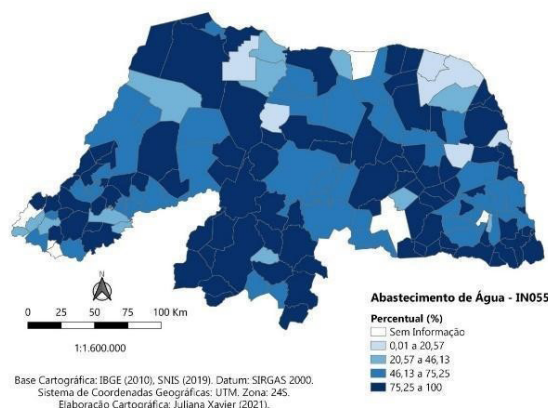 N
0 25 50 75 100 Km
1:1.600.000
Base Cartográfica: IBGE (2010), SNIS (2019). Datum: SIRGAS 2000.
Sistema de Coordenadas Geográficas: UTM. Zona: 24S.
Elaboração Cartográfica: Juliana Xavier (2021).
Abastecimento de Água - IN055
Percentual (%)
Sem Informação
0,01 a 20,57
20,57 a 46,13
46,13 a 75,25
75,25 a 100